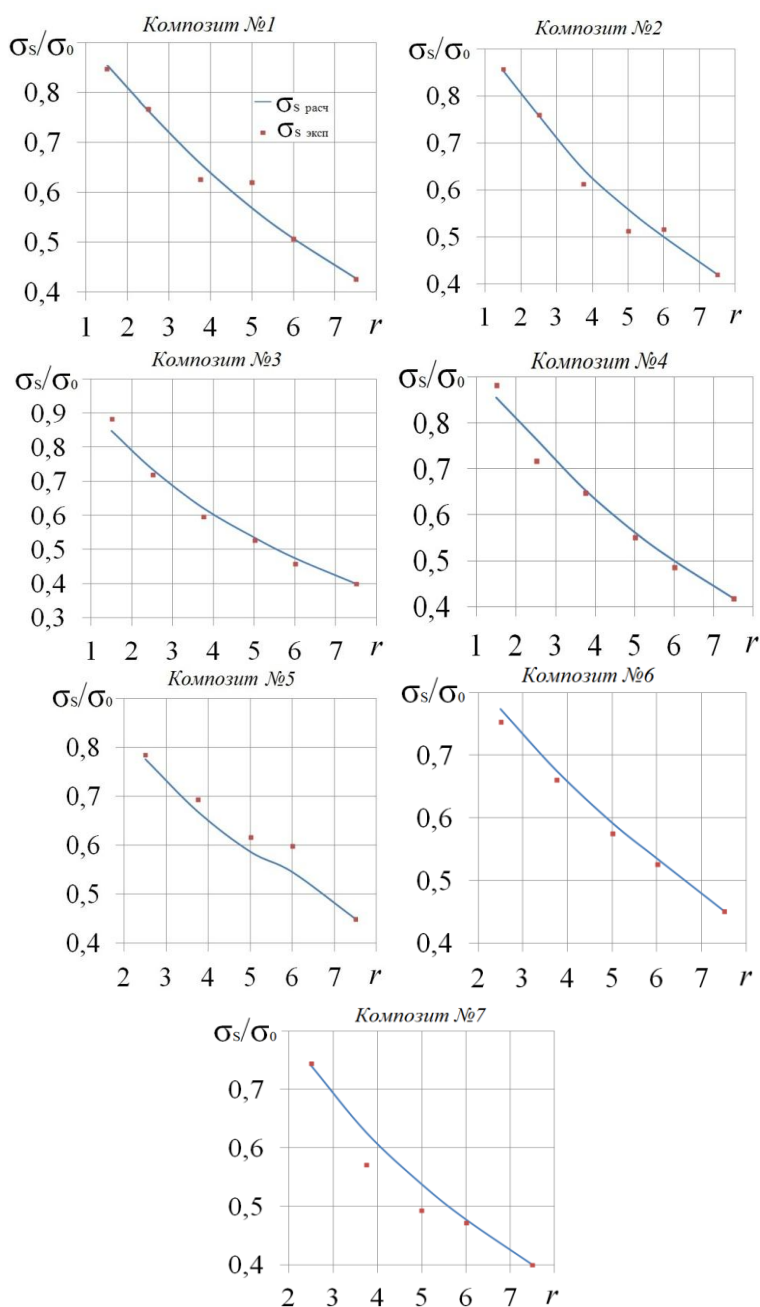 Композит №1
σs/σ0
0,8
0,7
0,6
0,5
0,4
1 2 3 4 5 6 7 r
σs расч
σs эксп
Композит №2
σs/σ0
0,8
0,7
0,6
0,5
0,4
1 2 3 4 5 6 7 r
Композит №3
σs/σ0
0,9
0,8
0,7
0,6
0,5
0,4
0,3
1 2 3 4 5 6 7 r
Композит №4
σs/σ0
0,8
0,7
0,6
0,5
0,4
1 2 3 4 5 6 7 r
Композит №5
σs/σ0
0,8
0,7
0,6
0,5
0,4
2 3 4 5 6 7 r
Композит №6
σs/σ0
0,7
0,6
0,5
0,4
2 3 4 5 6 7 r
Композит №7
σs/σ0
0,7
0,6
0,5
0,4
2 3 4 5 6 7 r